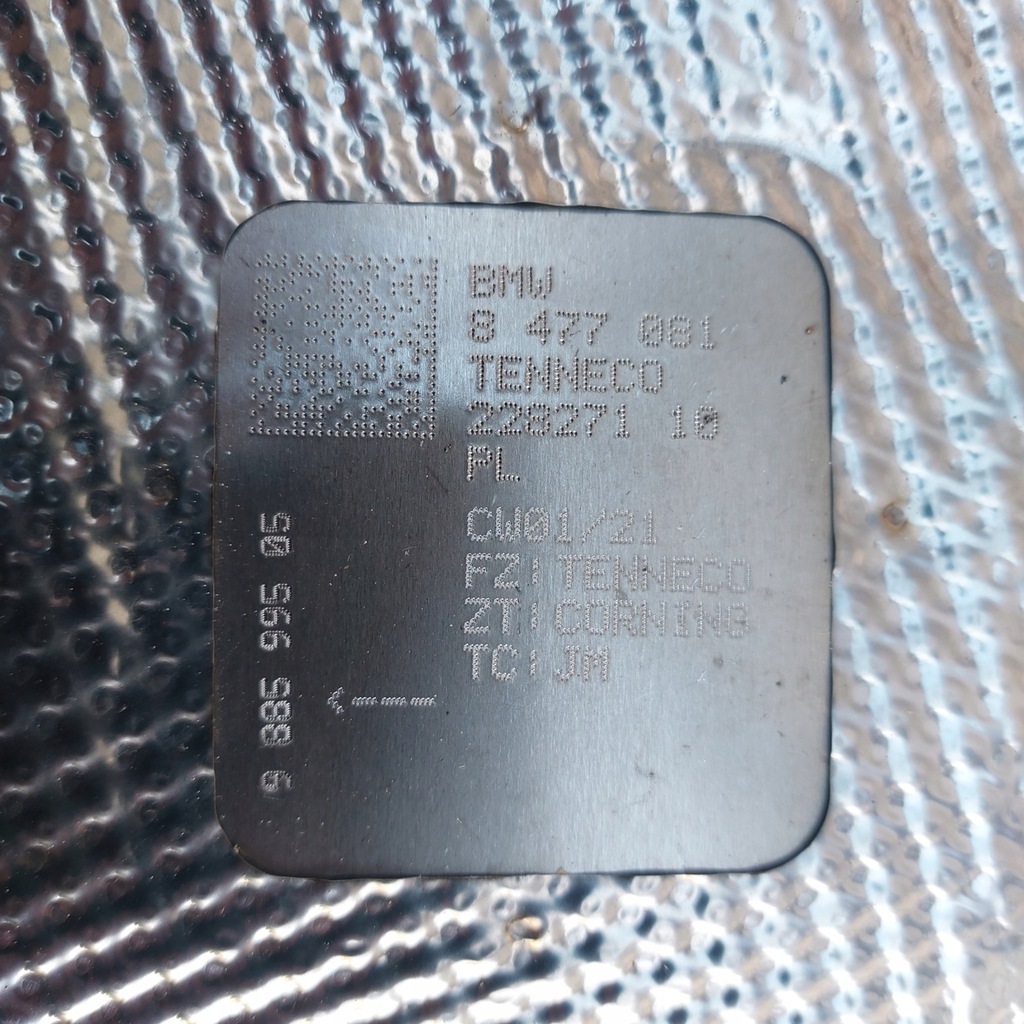 BMW
8 477 081
TENNECO
228271 10
PL
CW01/21
FZ:TENNECO
ZT:CORNING
TC:JM
9 885 995 05